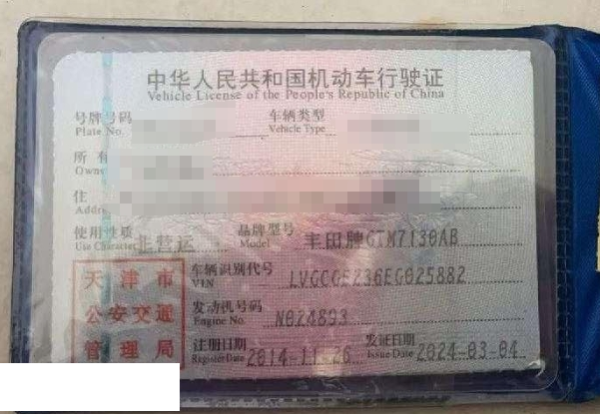 中华人民共和国机动车行驶证
Vehicle License of the People's Republic of China
号牌号码 车辆类型
Plate No. Vehicle Type
所有
Owne
住
Addre
使用性质 非营运 品牌型号 丰田牌GTM7130AB
Use Character Model
天津市
公安交通
管理局
车辆识别代号 LVGCGE236EG025882
VIN
发动机号码 N024893
Engine No.
注册日期 2014-11-26 发证日期 2024-03-04
Register Date Issue Date